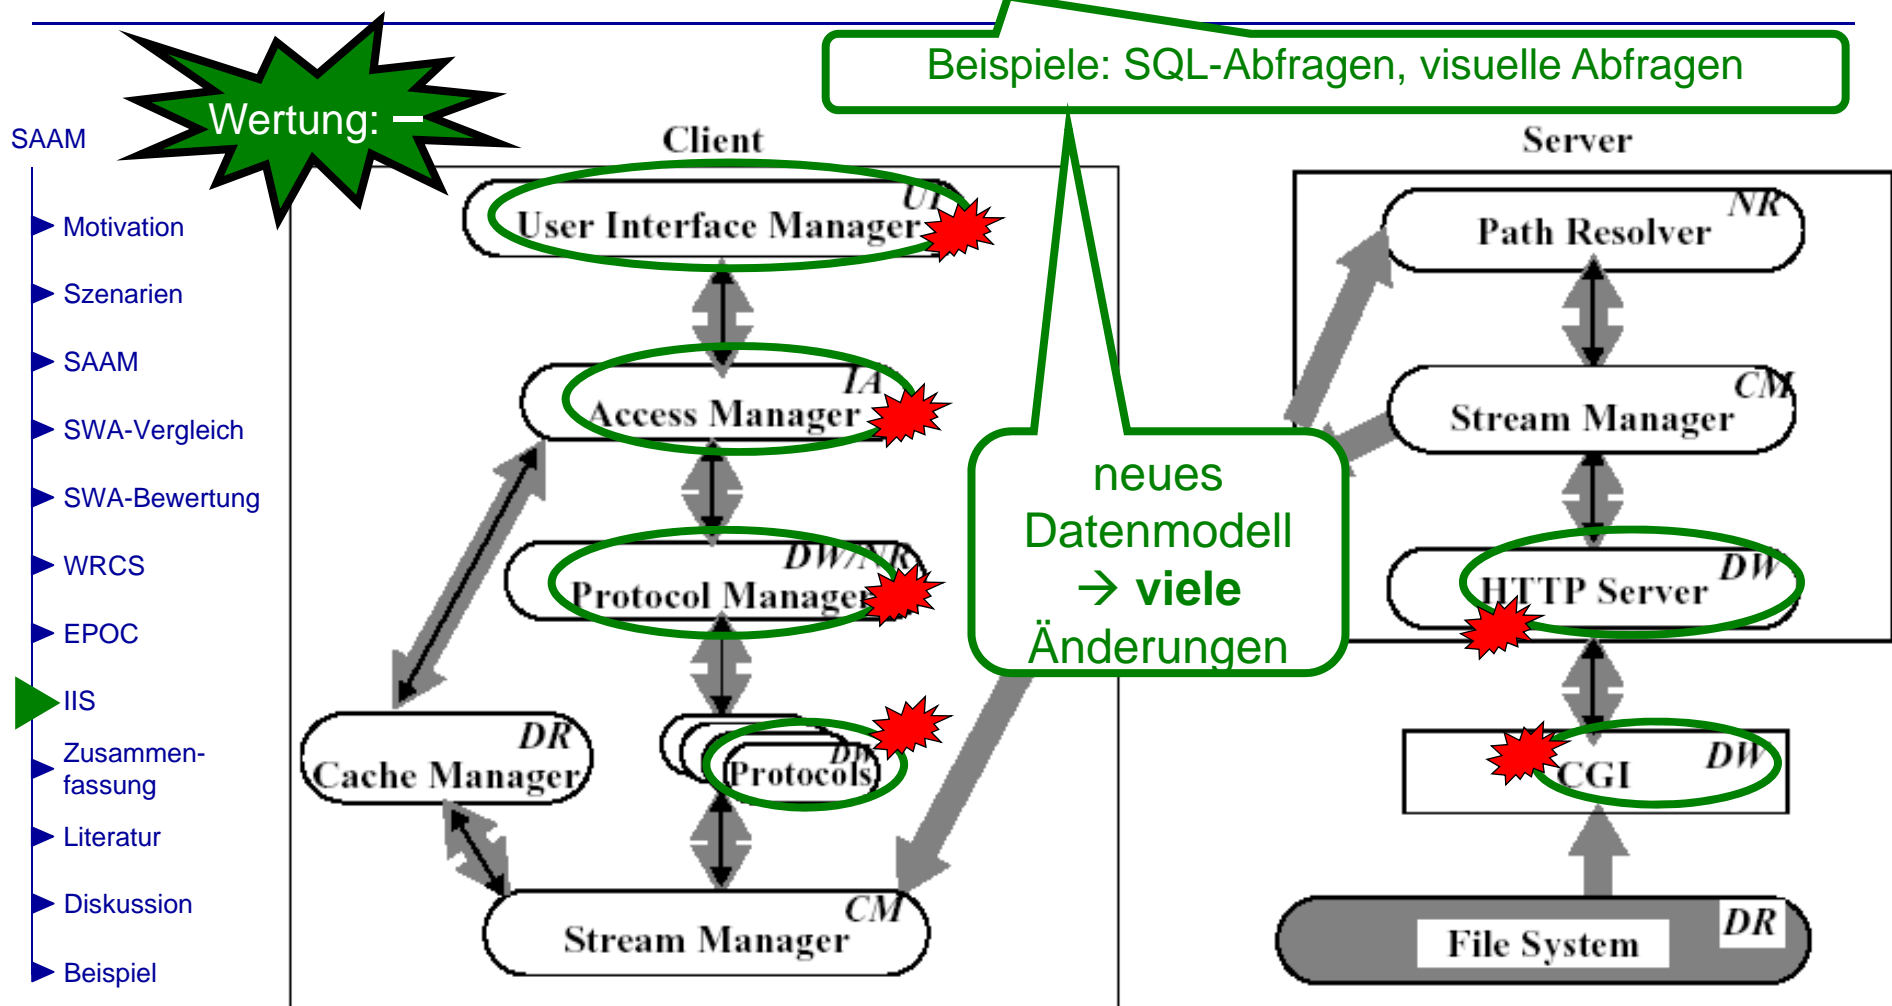 Beispiele: SQL-Abfragen, visuelle Abfragen
Wertung: –
SAAM
Motivation
Szenarien
SAAM
SWA-Vergleich
SWA-Bewertung
WRCS
EPOC
IIS
Zusammen-
fassung
Literatur
Diskussion
Beispiel
Client
UI
User Interface Manager
IA
Access Manager
DW/NR
Protocol Manager
DR
Cache Manager
DW
Protocols
CM
Stream Manager
neues
Datenmodell
→ viele
Änderungen
Server
NR
Path Resolver
CM
Stream Manager
DW
HTTP Server
DW
CGI
DR
File System